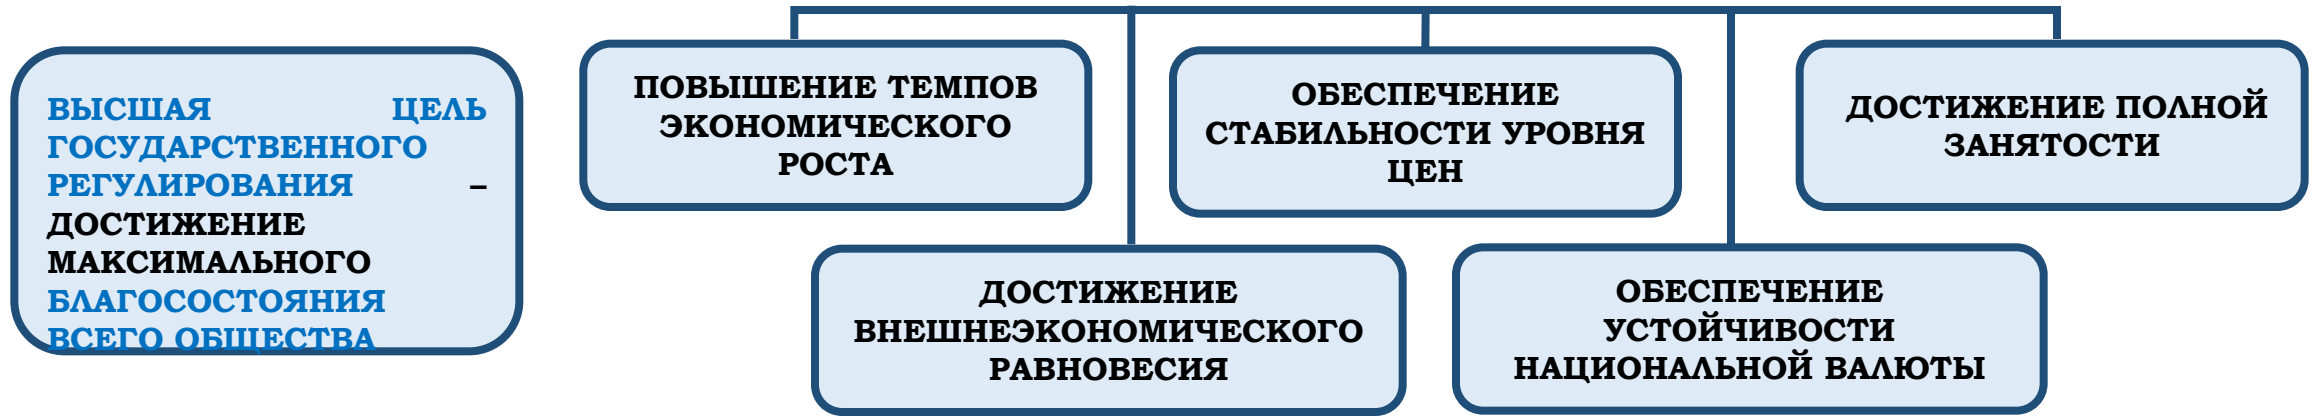 ВЫСШАЯ ЦЕЛЬ
ГОСУДАРСТВЕННОГО
РЕГУЛИРОВАНИЯ –
ДОСТИЖЕНИЕ
МАКСИМАЛЬНОГО
БЛАГОСОСТОЯНИЯ
ВСЕГО ОБЩЕСТВА
ПОВЫШЕНИЕ ТЕМПОВ
ЭКОНОМИЧЕСКОГО
РОСТА
ОБЕСПЕЧЕНИЕ
СТАБИЛЬНОСТИ УРОВНЯ
ЦЕН
ДОСТИЖЕНИЕ ПОЛНОЙ
ЗАНЯТОСТИ
ДОСТИЖЕНИЕ
ВНЕШНЕЭКОНОМИЧЕСКОГО
РАВНОВЕСИЯ
ОБЕСПЕЧЕНИЕ
УСТОЙЧИВОСТИ
НАЦИОНАЛЬНОЙ ВАЛЮТЫ